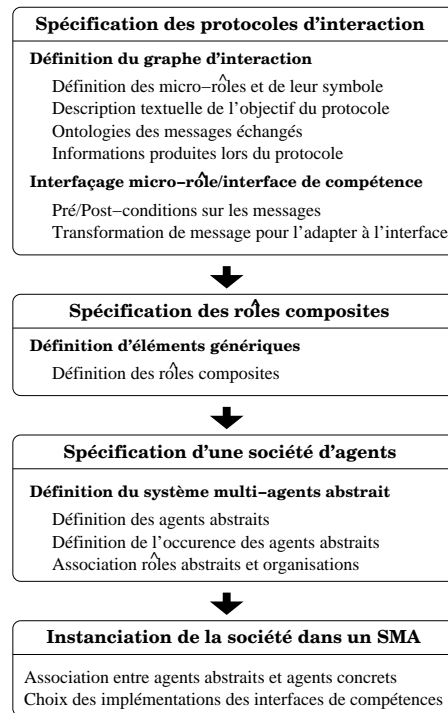 Spécification des protocoles d'interaction
Définition du graphe d'interaction
Définition des micro−rôles et de leur symbole
Description textuelle de l'objectif du protocole
Ontologies des messages échangés
Informations produites lors du protocole
Interfaçage micro−rôle/interface de compétence
Pré/Post−conditions sur les messages
Transformation de message pour l'adapter à l'interface
Spécification des rôles composites
Définition d'éléments génériques
Définition des rôles composites
Spécification d'une société d'agents
Définition du système multi−agents abstrait
Définition des agents abstraits
Définition de l'occurence des agents abstraits
Association rôles abstraits et organisations
Instanciation de la société dans un SMA
Association entre agents abstraits et agents concrets
Choix des implémentations des interfaces de compétences